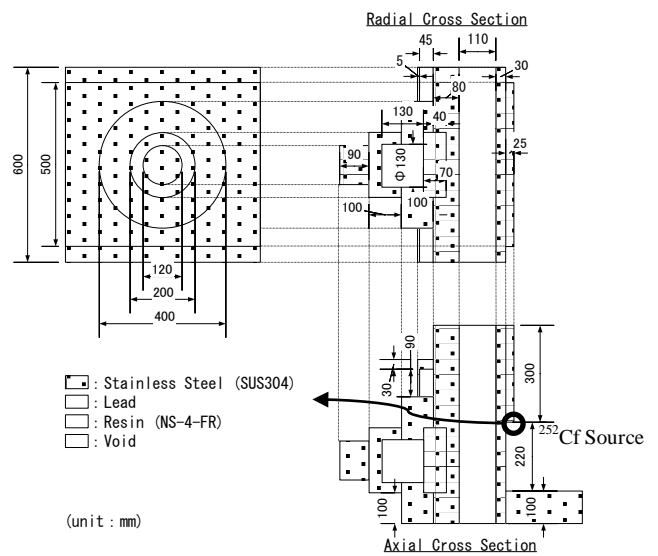 Radial Cross Section
45
110
5
30
80
130
40
25
90
Φ130
70
100
100
600
500
120
200
400
90
30
300
: Stainless Steel (SUS304)
: Lead
: Resin (NS-4-FR)
: Void
252Cf Source
220
100
100
(unit : mm)
Axial Cross Section